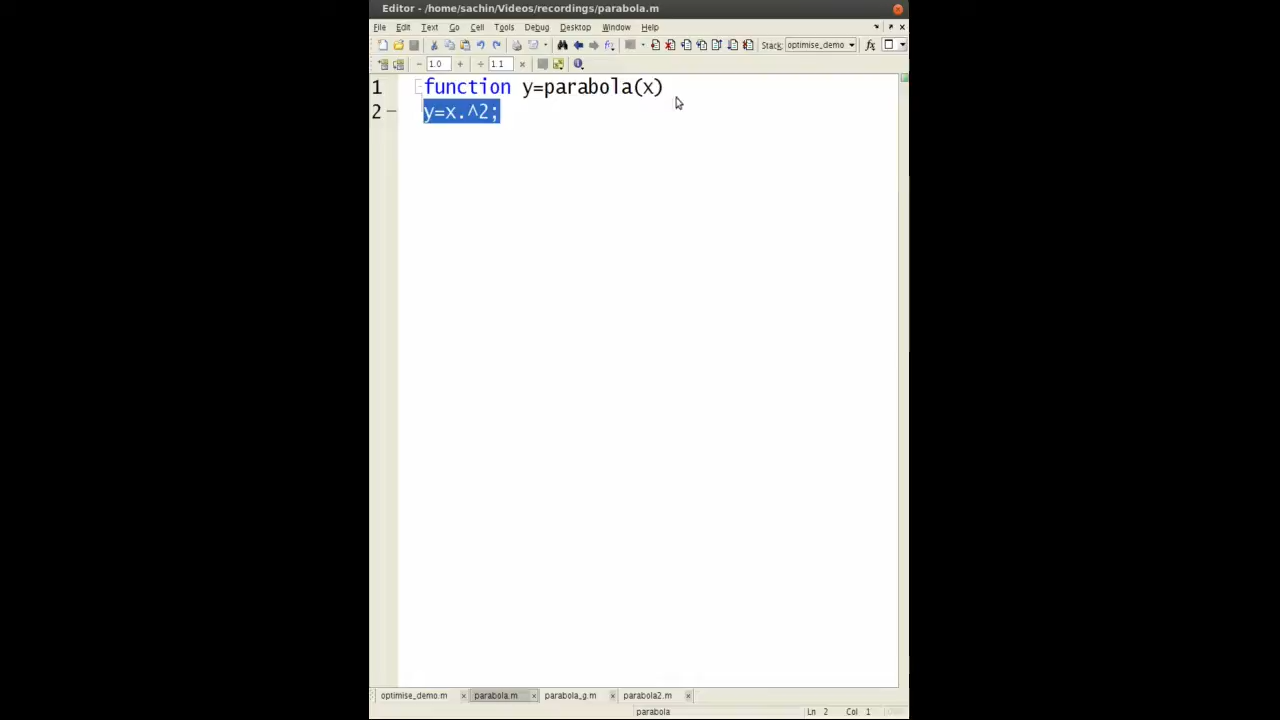 Editor - /home/sachin/Videos/recordings/parabola.m
File Edit Text Go Cell Tools Debug Desktop Window Help
Stack: optimise_demo fx
− 1.0 + ÷ 1.1 ×
1 function y=parabola(x)
2 y=x.^2;
optimise_demo.m parabola.m parabola_g.m parabola2.m
parabola Ln 2 Col 1